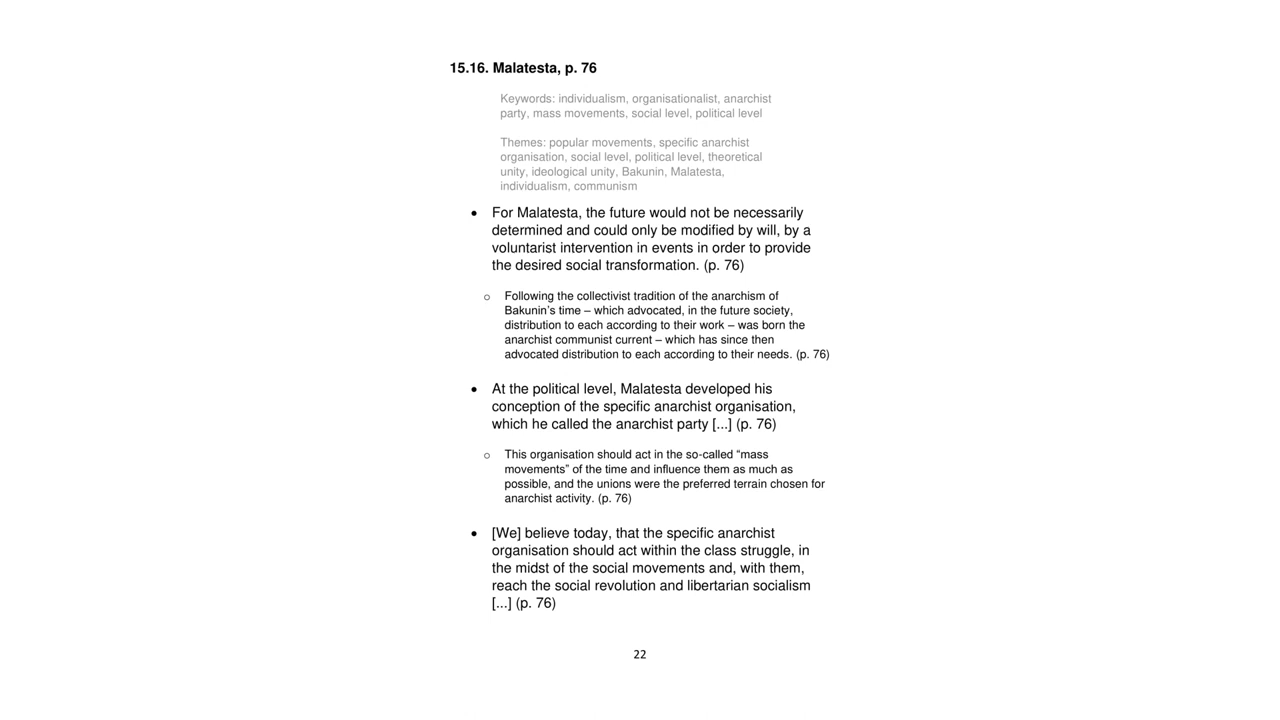 15.16. Malatesta, p. 76
Keywords: individualism, organisationalist, anarchist
party, mass movements, social level, political level
Themes: popular movements, specific anarchist
organisation, social level, political level, theoretical
unity, ideological unity, Bakunin, Malatesta,
individualism, communism
• For Malatesta, the future would not be necessarily
determined and could only be modified by will, by a
voluntarist intervention in events in order to provide
the desired social transformation. (p. 76)
o Following the collectivist tradition of the anarchism of
Bakunin’s time – which advocated, in the future society,
distribution to each according to their work – was born the
anarchist communist current – which has since then
advocated distribution to each according to their needs. (p. 76)
• At the political level, Malatesta developed his
conception of the specific anarchist organisation,
which he called the anarchist party [...] (p. 76)
o This organisation should act in the so-called “mass
movements” of the time and influence them as much as
possible, and the unions were the preferred terrain chosen for
anarchist activity. (p. 76)
• [We] believe today, that the specific anarchist
organisation should act within the class struggle, in
the midst of the social movements and, with them,
reach the social revolution and libertarian socialism
[...] (p. 76)
22